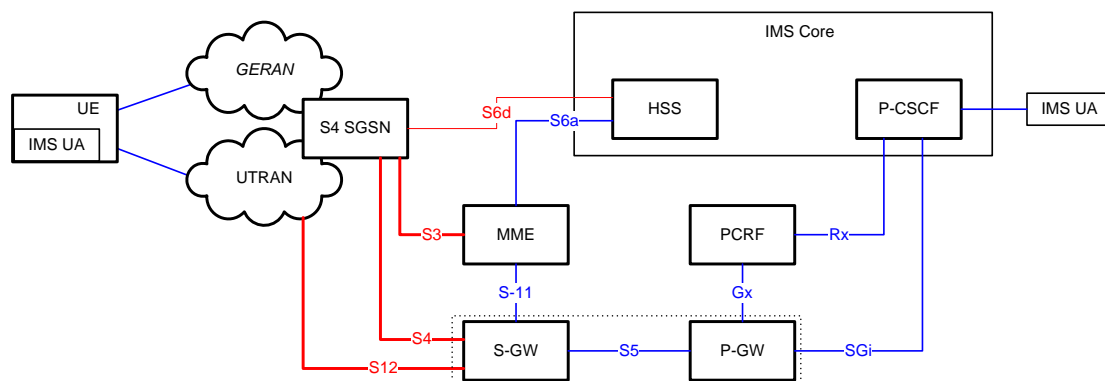 IMS Core
GERAN
UE
IMS UA
S4 SGSN
S6d
HSS
S6a
P-CSCF
IMS UA
UTRAN
S3
MME
PCRF
Rx
S-11
Gx
S4
S-GW
S5
P-GW
SGi
S12